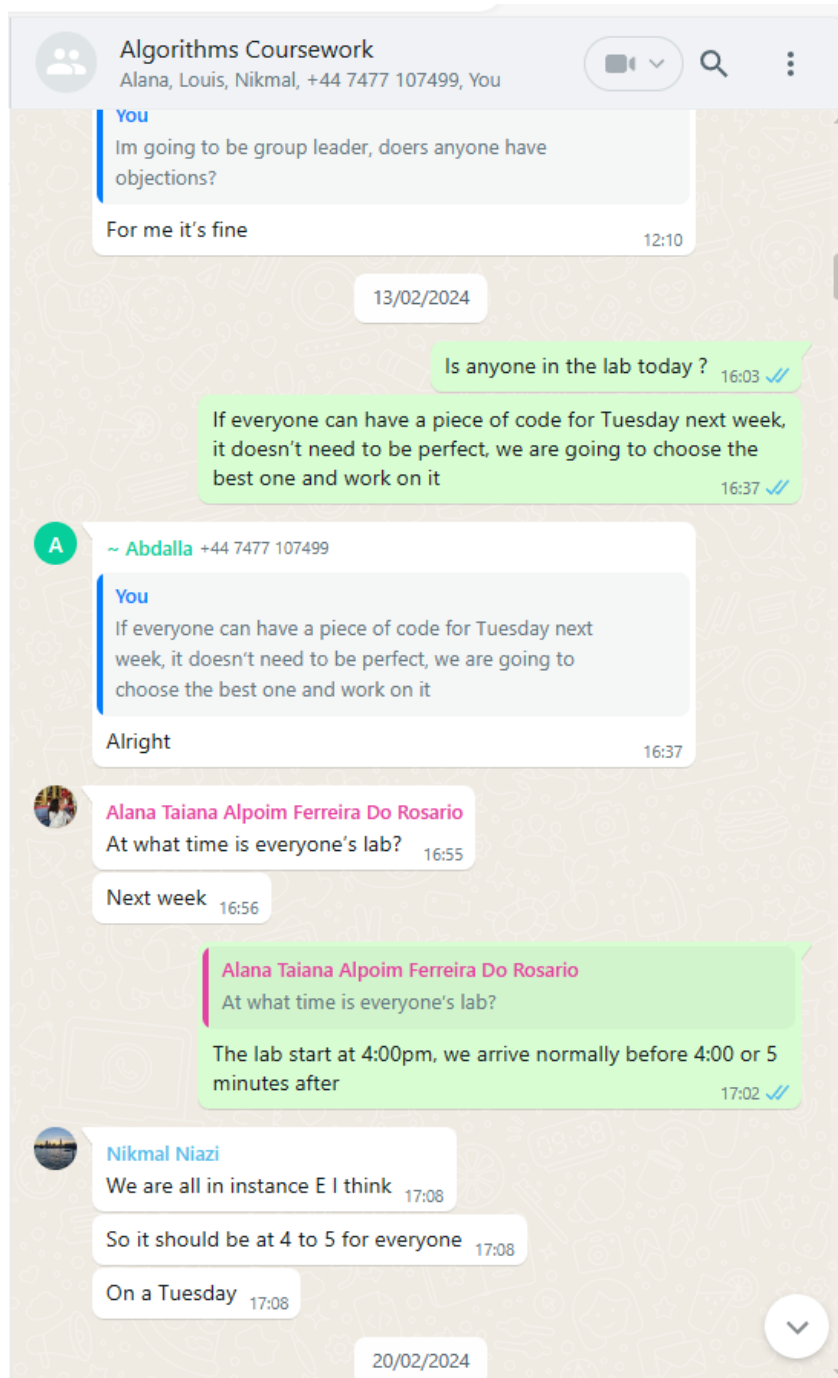 Algorithms Coursework
Alana, Louis, Nikmal, +44 7477 107499, You
You
Im going to be group leader, doers anyone have
objections?
For me it's fine
12:10
13/02/2024
Is anyone in the lab today ? 16:03
If everyone can have a piece of code for Tuesday next week,
it doesn't need to be perfect, we are going to choose the
best one and work on it
16:37
A
~ Abdalla +44 7477 107499
You
If everyone can have a piece of code for Tuesday next
week, it doesn't need to be perfect, we are going to
choose the best one and work on it
Alright
16:37
Alana Taiana Alpoim Ferreira Do Rosario
At what time is everyone's lab? 16:55
Next week 16:56
Alana Taiana Alpoim Ferreira Do Rosario
At what time is everyone's lab?
The lab start at 4:00pm, we arrive normally before 4:00 or 5
minutes after
17:02
Nikmal Niazi
We are all in instance E I think 17:08
So it should be at 4 to 5 for everyone 17:08
On a Tuesday 17:08
20/02/2024